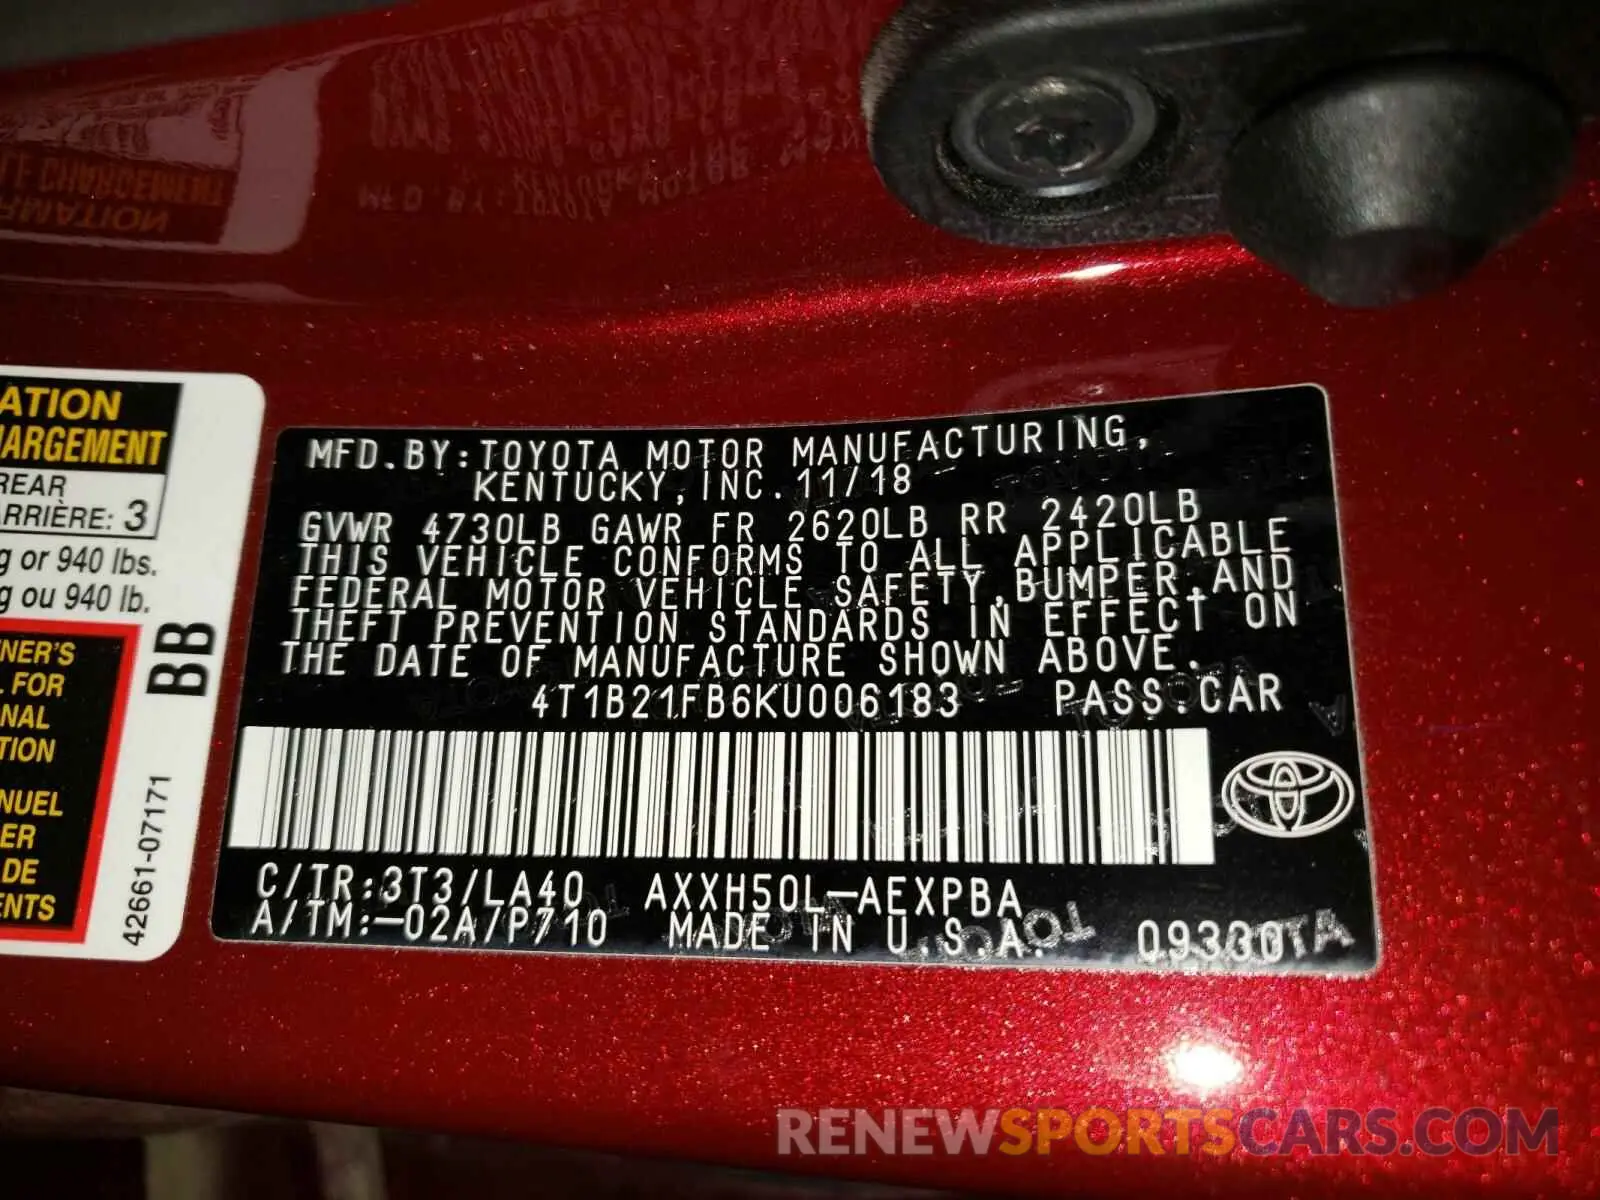 ATION
HARGEMENT
REAR
ARRIÈRE: 3
g or 940 lbs.
g ou 940 lb.
NER'S
FOR
NAL
TION
NUEL
ER
DE
ENTS
BB
42661-07171
MFD.BY:TOYOTA MOTOR MANUFACTURING,
KENTUCKY,INC.11/18
GVWR 4730LB GAWR FR 2620LB RR 2420LB
THIS VEHICLE CONFORMS TO ALL APPLICABLE
FEDERAL MOTOR VEHICLE SAFETY,BUMPER,AND
THEFT PREVENTION STANDARDS IN EFFECT ON
THE DATE OF MANUFACTURE SHOWN ABOVE.
4T1B21FB6KU006183 PASS.CAR
C/TR:3T3/LA40 AXXH50L-AEXPBA
A/TM:-02A/P710 MADE IN U.S.A. 09330
RENEWSPORTSCARS.COM